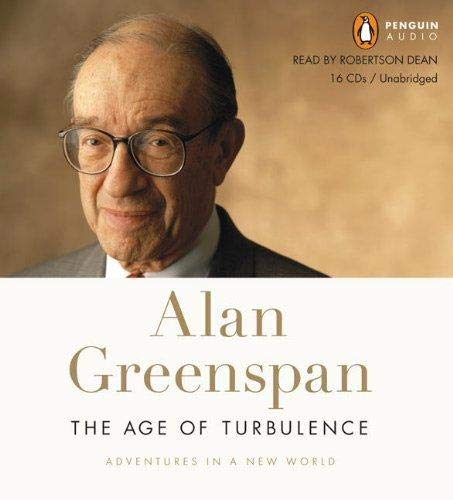 PENGUIN
AUDIO
READ BY ROBERTSON DEAN
16 CDs / Unabridged
Alan
Greenspan
THE AGE OF TURBULENCE
ADVENTURES IN A NEW WORLD